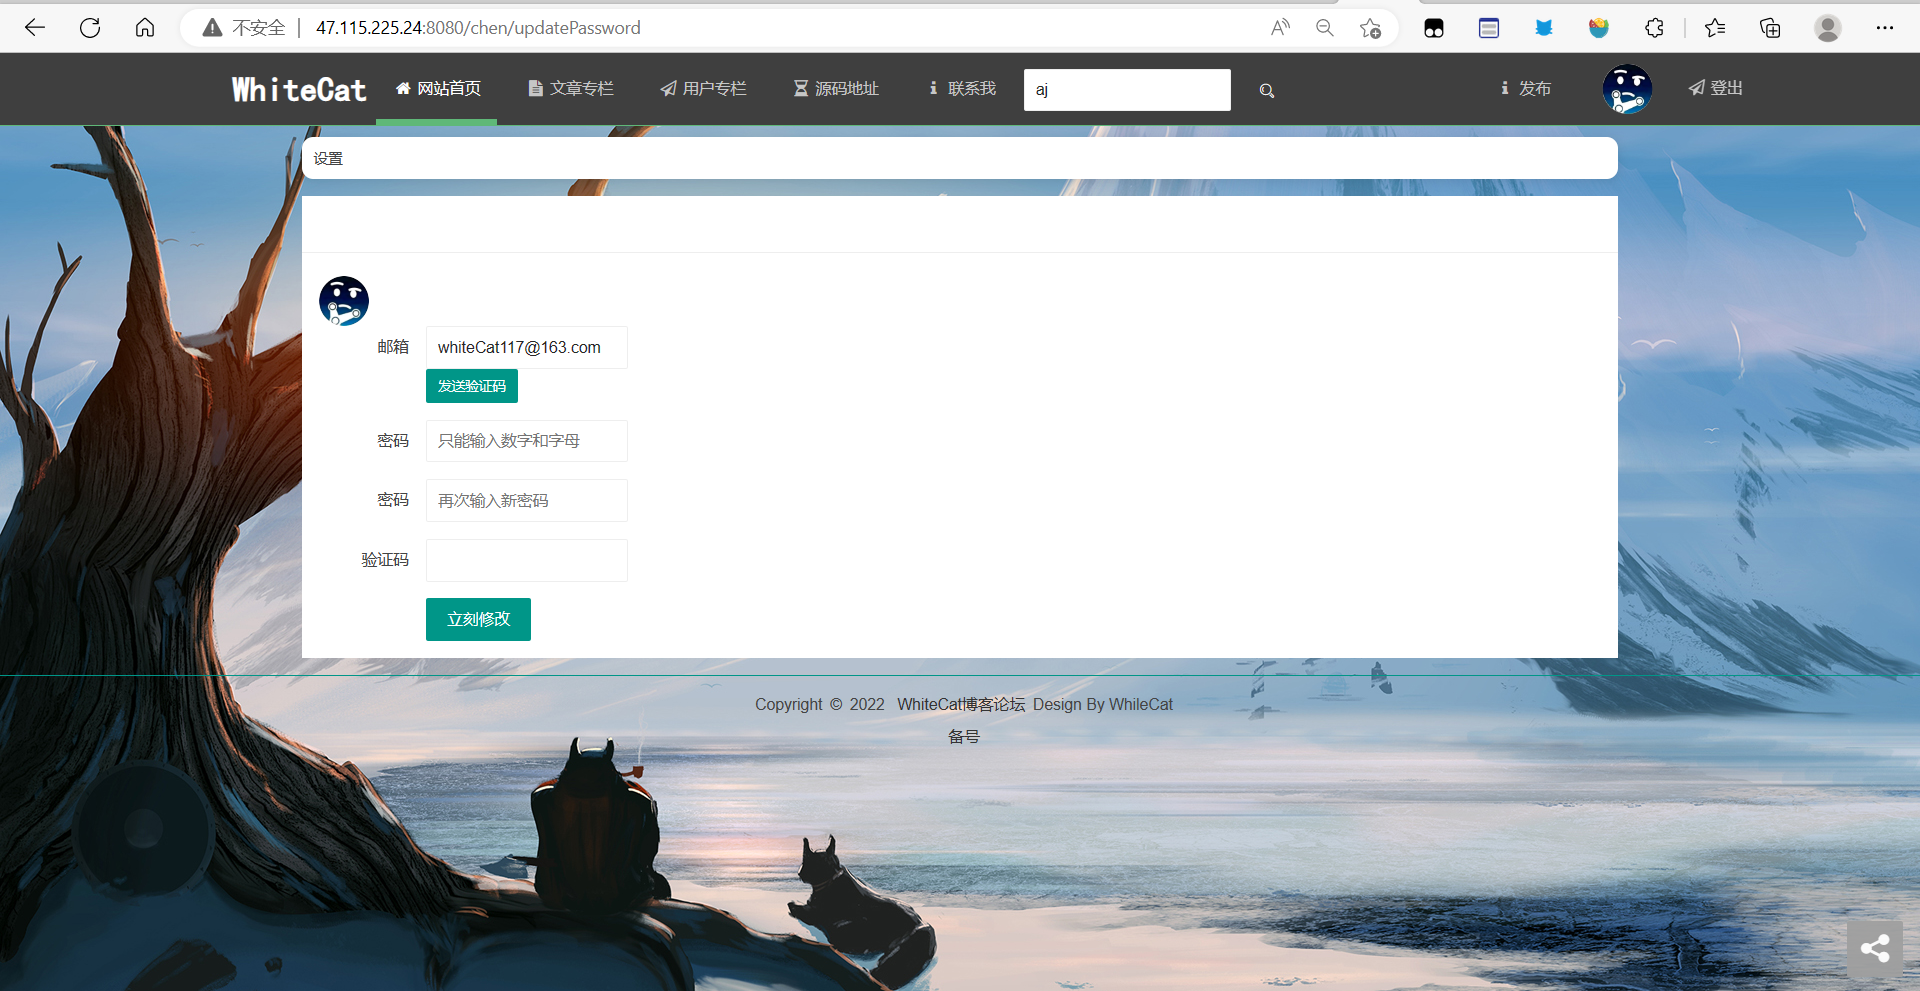 不安全 47.115.225.24:8080/chen/updatePassword
WhiteCat 网站首页 文章专栏 用户专栏 源码地址 联系我 aj 发布 登出
设置
邮箱 whiteCat117@163.com
发送验证码
密码 只能输入数字和字母
密码 再次输入新密码
验证码
立刻修改
Copyright © 2022 WhiteCat博客论坛 Design By WhileCat
备号